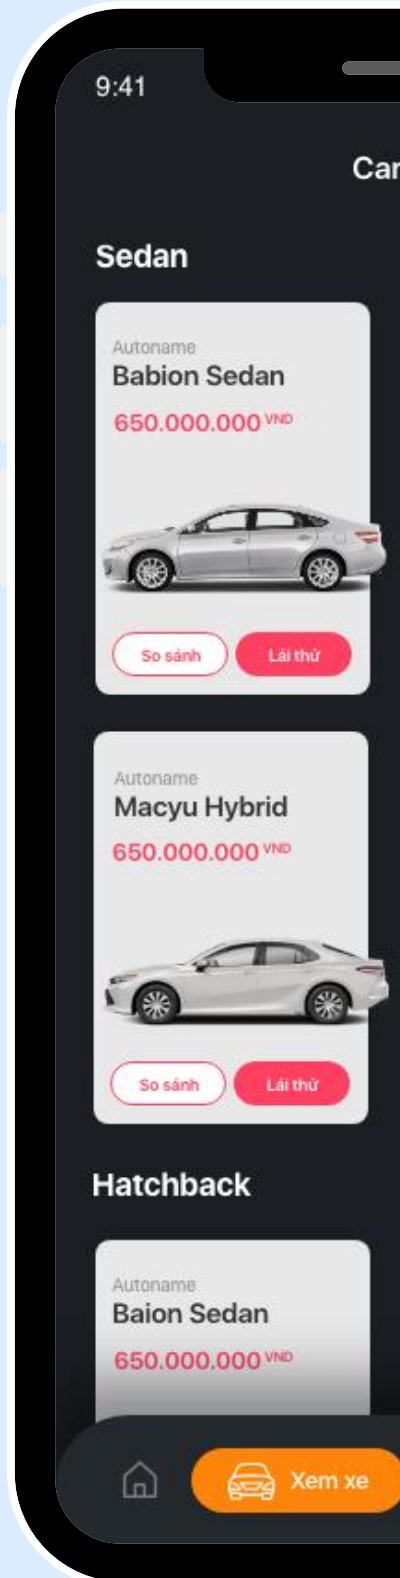 9:41
Car
Sedan
Autoname
Babion Sedan
650.000.000 VND
So sánh
Lái thử
Autoname
Macyu Hybrid
650.000.000 VND
So sánh
Lái thử
Hatchback
Autoname
Baion Sedan
650.000.000 VND
Xem xe